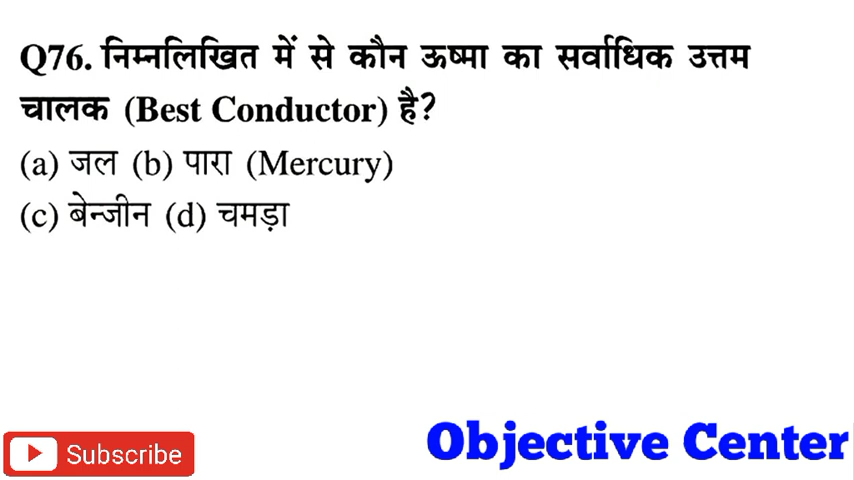 Q76. निम्नलिखित में से कौन ऊष्मा का सर्वाधिक उत्तम
चालक (Best Conductor) है?
(a) जल (b) पारा (Mercury)
(c) बेन्जीन (d) चमड़ा
Subscribe
Objective Center